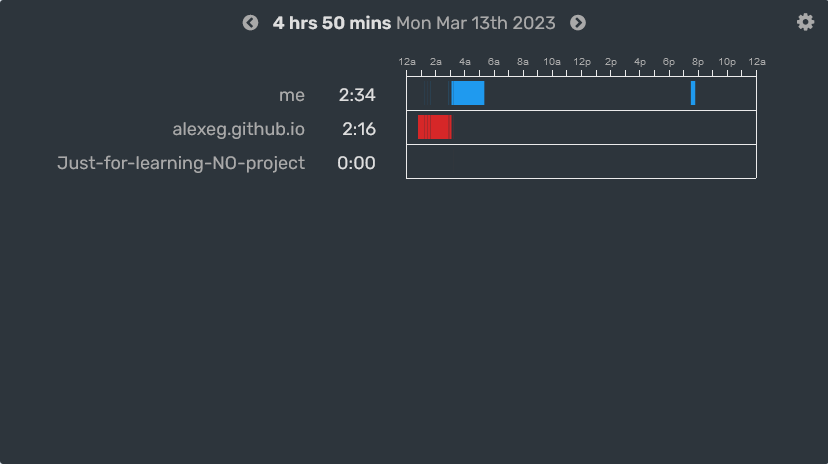 4 hrs 50 mins Mon Mar 13th 2023
12a 2a 4a 6a 8a 10a 12p 2p 4p 6p 8p 10p 12a
me 2:34
alexeg.github.io 2:16
Just-for-learning-NO-project 0:00